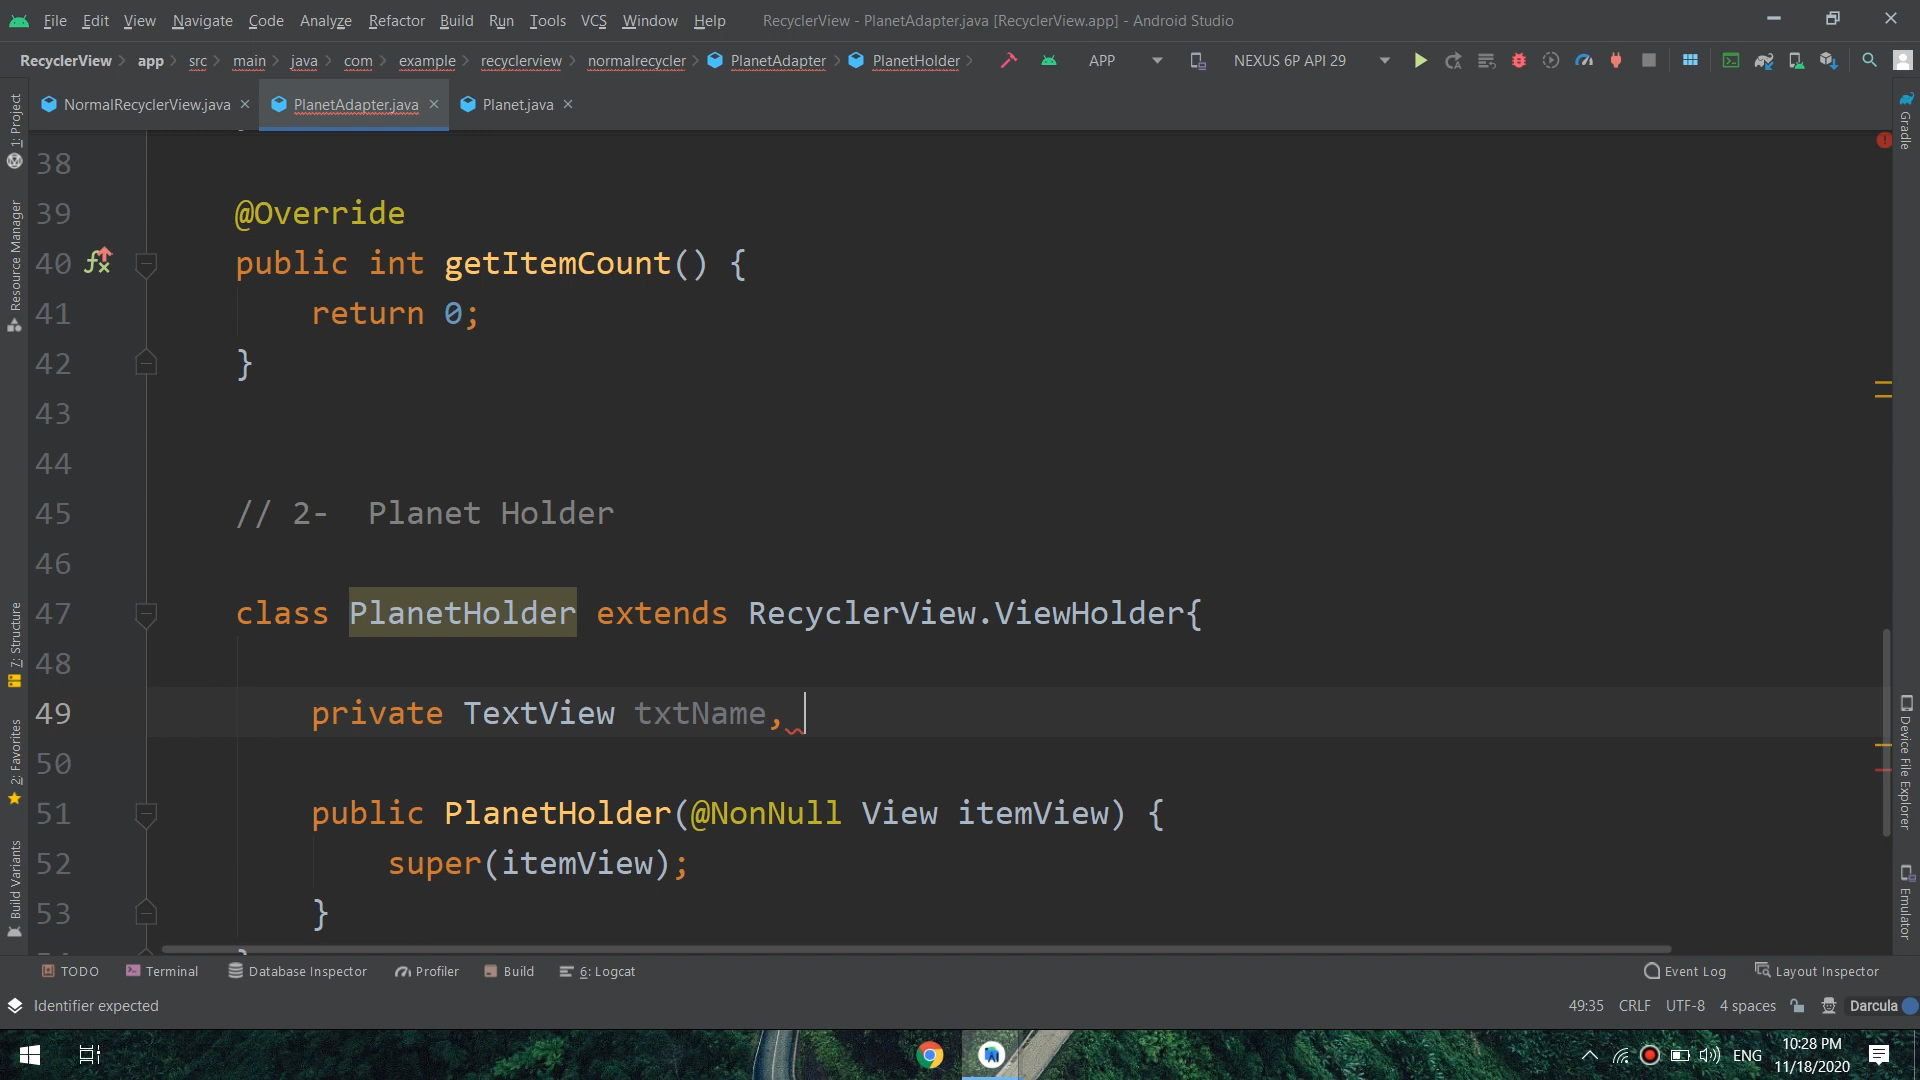 File Edit View Navigate Code Analyze Refactor Build Run Tools VCS Window Help RecyclerView - PlanetAdapter.java [RecyclerView.app] - Android Studio
RecyclerView app src main java com example recyclerview normalrecycler PlanetAdapter PlanetHolder APP NEXUS 6P API 29
NormalRecyclerView.java PlanetAdapter.java Planet.java
1: Project
Resource Manager
7: Structure
2: Favorites
Build Variants
38
39 @Override
40 public int getItemCount() {
41 return 0;
42 }
43
44
45 // 2-  Planet Holder
46
47 class PlanetHolder extends RecyclerView.ViewHolder{
48
49 private TextView txtName,
50
51 public PlanetHolder(@NonNull View itemView) {
52 super(itemView);
53 }
Gradle
Device File Explorer
Emulator
TODO Terminal Database Inspector Profiler Build 6: Logcat Event Log Layout Inspector
Identifier expected 49:35 CRLF UTF-8 4 spaces Darcula
ENG 10:28 PM
11/18/2020